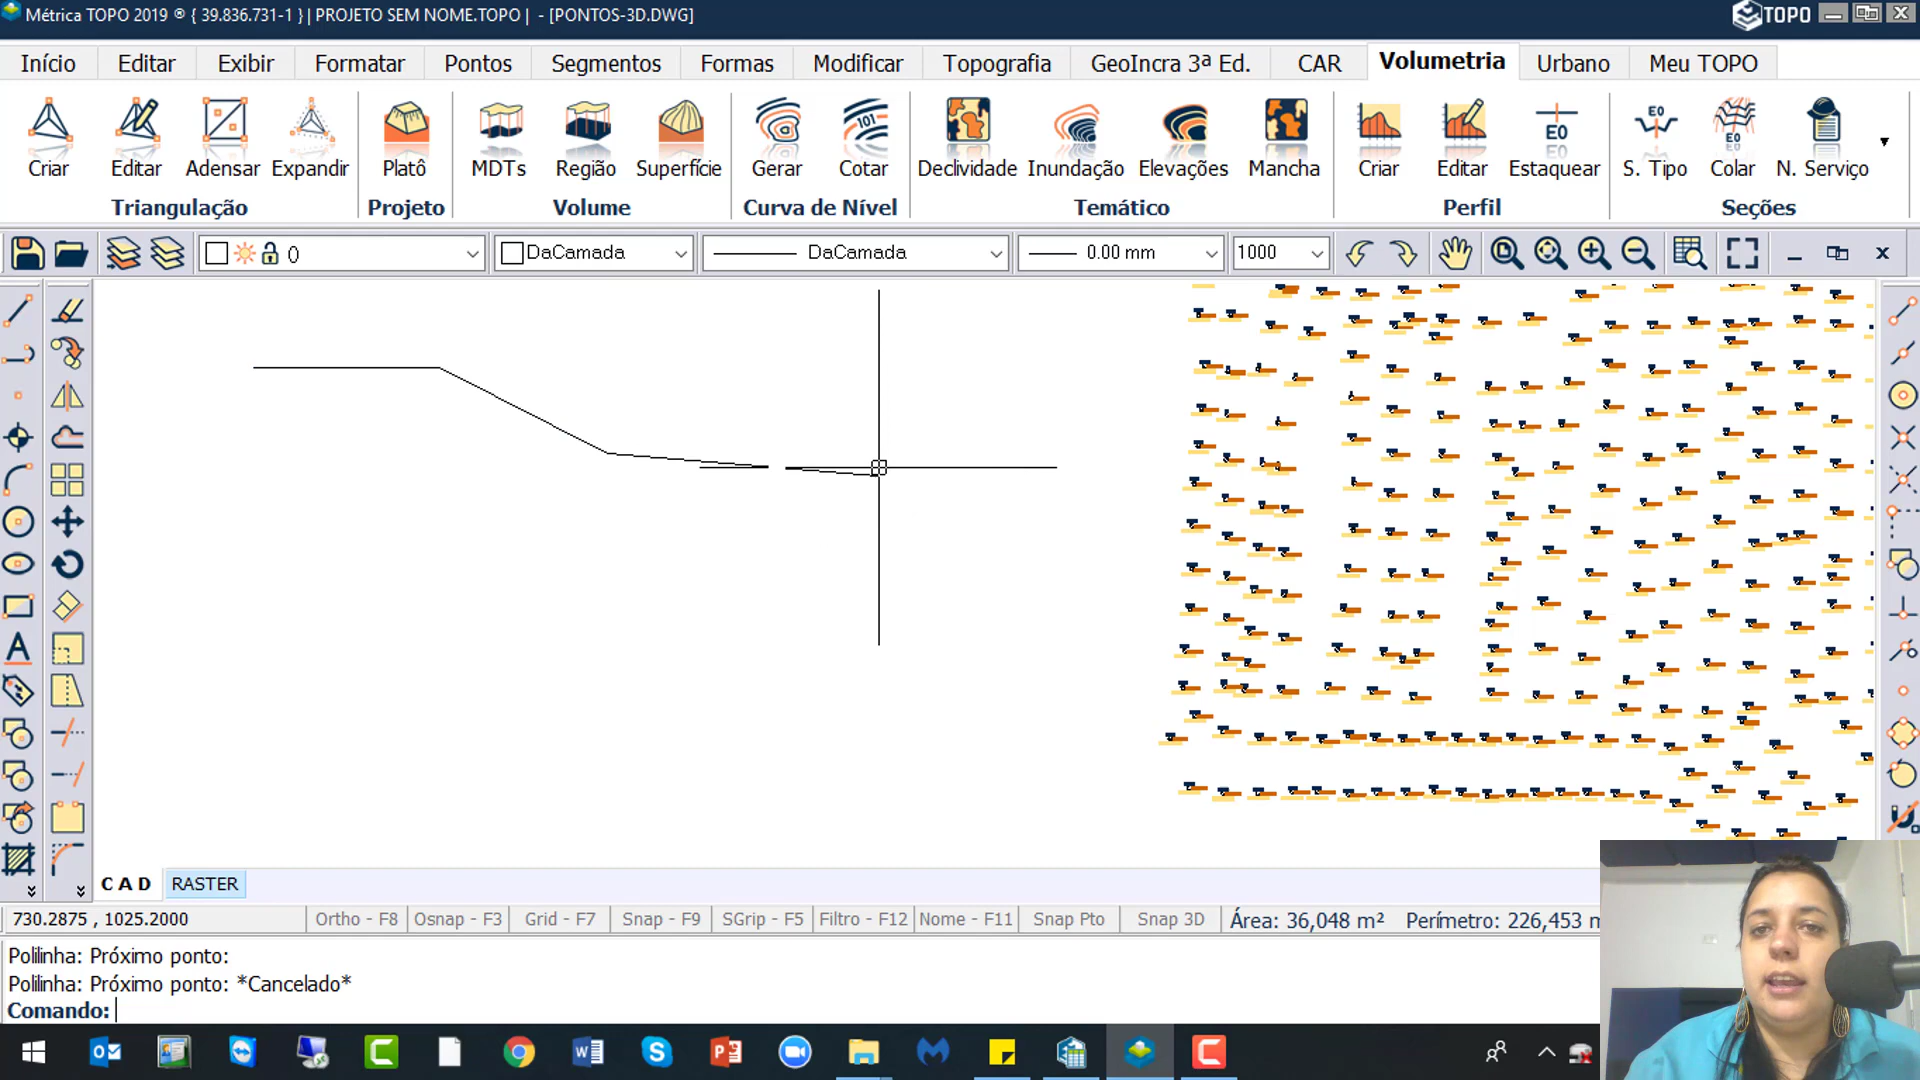 Métrica TOPO 2019 ® { 39.836.731-1 } | PROJETO SEM NOME.TOPO | - [PONTOS-3D.DWG]
TOPO
Início Editar Exibir Formatar Pontos Segmentos Formas Modificar Topografia GeoIncra 3ª Ed. CAR Volumetria Urbano Meu TOPO
101 E0 E0 E0
Criar Editar Adensar Expandir Platô MDTs Região Superfície Gerar Cotar Declividade Inundação Elevações Mancha Criar Editar Estaquear S. Tipo Colar N. Serviço
Triangulação Projeto Volume Curva de Nível Temático Perfil Seções
0 DaCamada DaCamada 0.00 mm 1000
A
CAD RASTER
730.2875 , 1025.2000 Ortho - F8 Osnap - F3 Grid - F7 Snap - F9 SGrip - F5 Filtro - F12 Nome - F11 Snap Pto Snap 3D Área: 36,048 m² Perímetro: 226,453 m
Polilinha: Próximo ponto:
Polilinha: Próximo ponto: *Cancelado*
Comando: